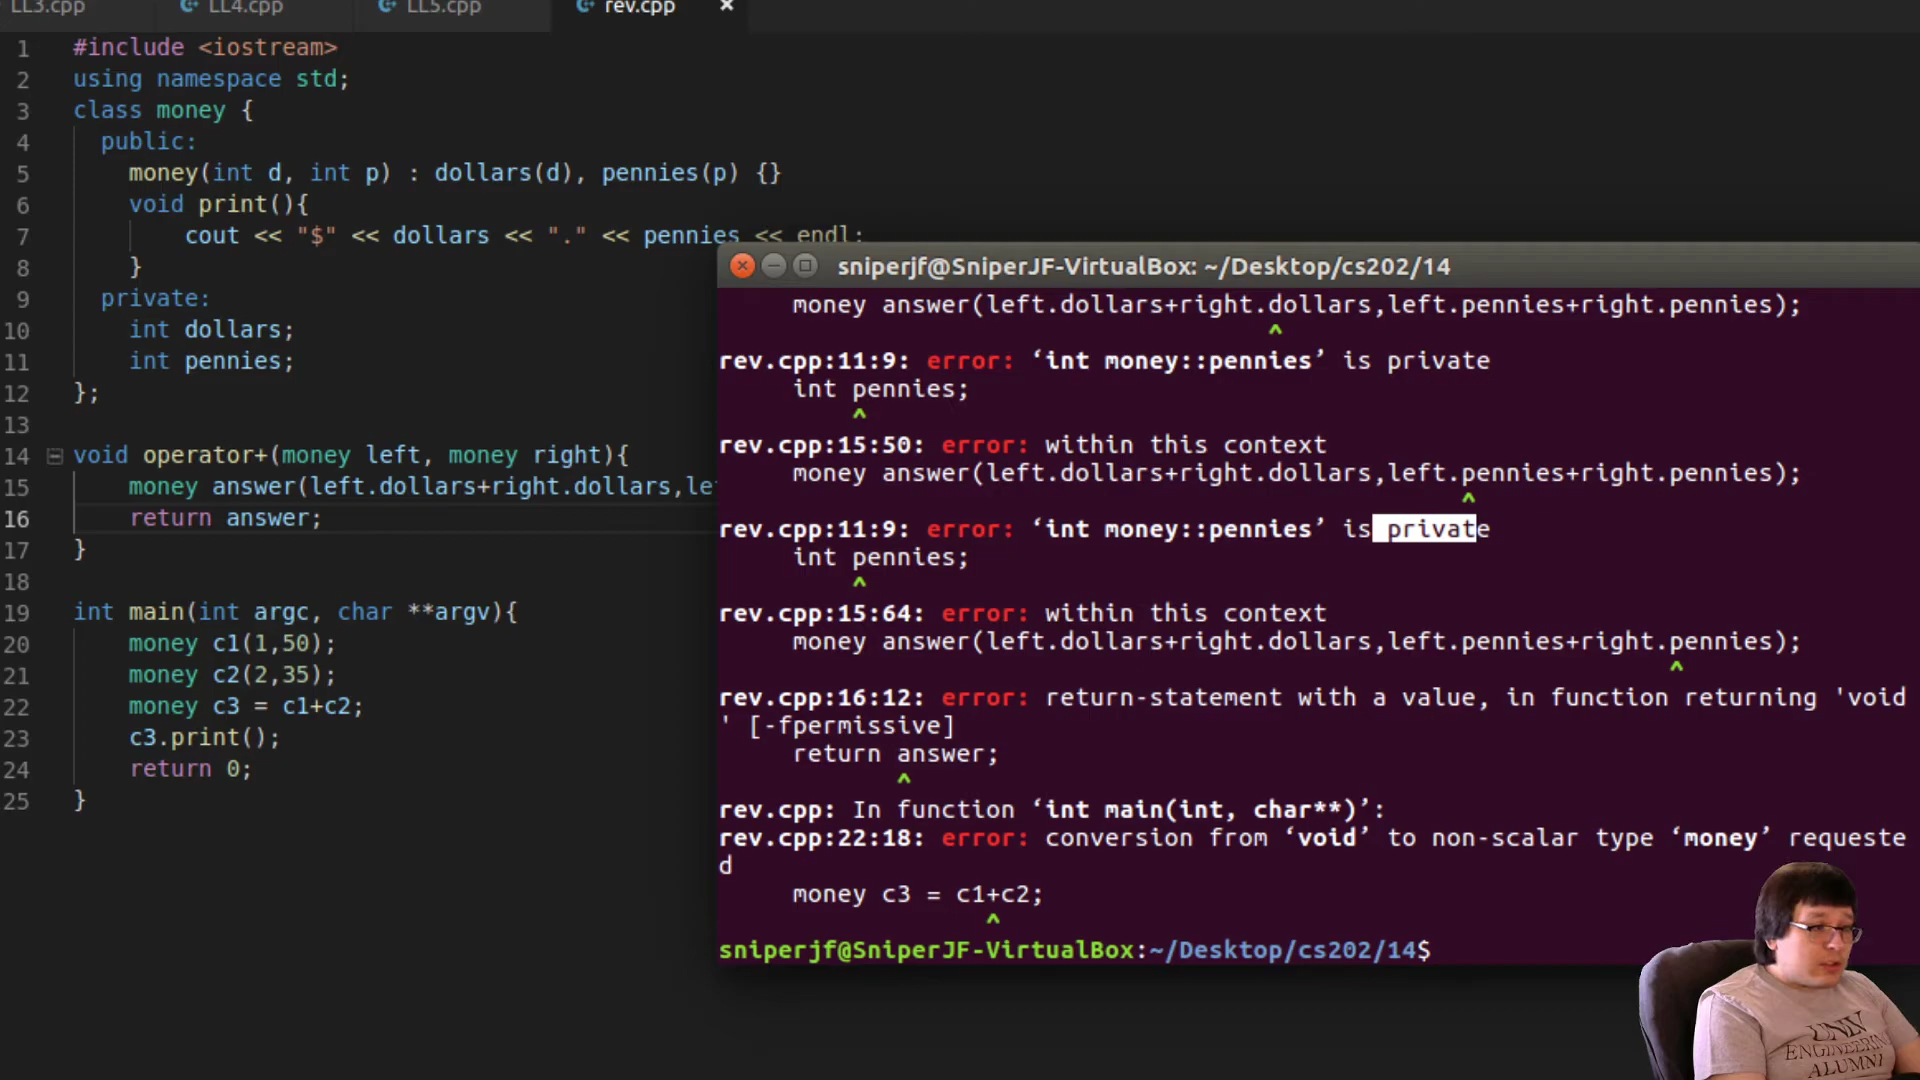 LL3.cpp LL4.cpp LL5.cpp rev.cpp ×
1 #include <iostream>
2 using namespace std;
3 class money {
4 public:
5 money(int d, int p) : dollars(d), pennies(p) {}
6 void print(){
7 cout << "$" << dollars << "." << pennies << endl;
8 }
9 private:
10 int dollars;
11 int pennies;
12 };
13
14 void operator+(money left, money right){
15 money answer(left.dollars+right.dollars,le
16 return answer;
17 }
18
19 int main(int argc, char **argv){
20 money c1(1,50);
21 money c2(2,35);
22 money c3 = c1+c2;
23 c3.print();
24 return 0;
25 }
sniperjf@SniperJF-VirtualBox: ~/Desktop/cs202/14
money answer(left.dollars+right.dollars,left.pennies+right.pennies);
^
rev.cpp:11:9: error: ‘int money::pennies’ is private
int pennies;
^
rev.cpp:15:50: error: within this context
money answer(left.dollars+right.dollars,left.pennies+right.pennies);
^
rev.cpp:11:9: error: ‘int money::pennies’ is private
int pennies;
^
rev.cpp:15:64: error: within this context
money answer(left.dollars+right.dollars,left.pennies+right.pennies);
^
rev.cpp:16:12: error: return-statement with a value, in function returning 'void
' [-fpermissive]
return answer;
^
rev.cpp: In function ‘int main(int, char**)’:
rev.cpp:22:18: error: conversion from ‘void’ to non-scalar type ‘money’ requeste
d
money c3 = c1+c2;
^
sniperjf@SniperJF-VirtualBox:~/Desktop/cs202/14$
UNLV
ENGINEERING
ALUMNI